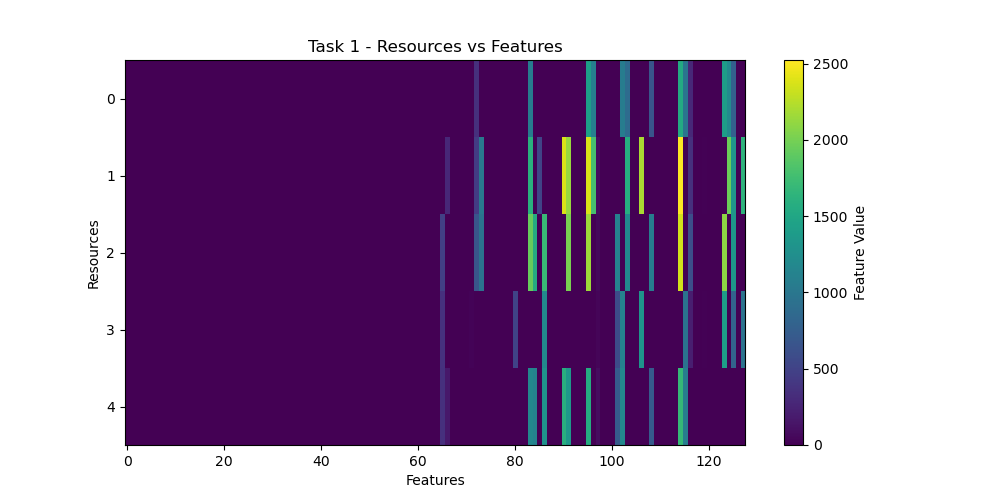 Task 1 - Resources vs Features
Resources
0
1
2
3
4
0 20 40 60 80 100 120
Features
2500
2000
1500
1000
500
0
Feature Value